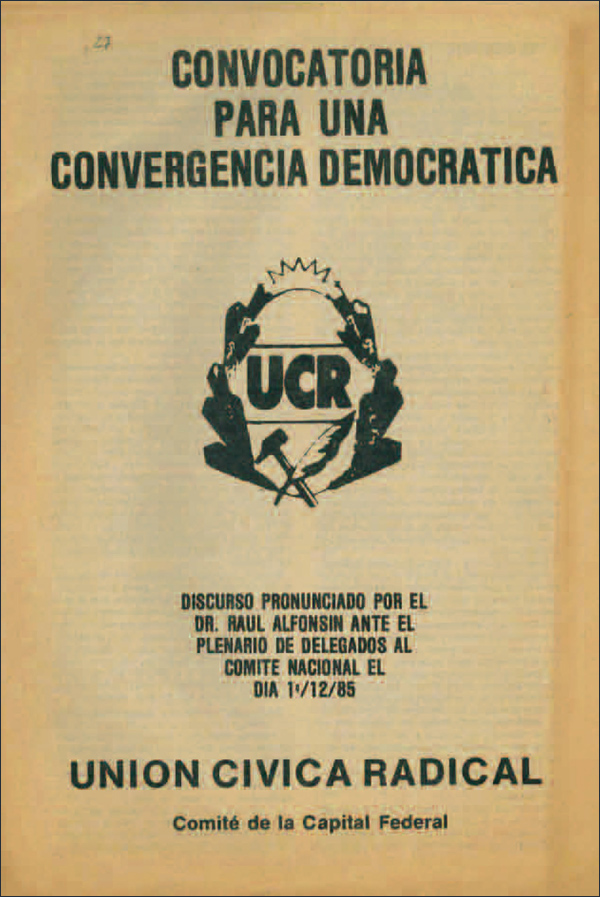 27
CONVOCATORIA
PARA UNA
CONVERGENCIA DEMOCRATICA
UCR
DISCURSO PRONUNCIADO POR EL
DR. RAUL ALFONSIN ANTE EL
PLENARIO DE DELEGADOS AL
COMITE NACIONAL EL
DIA 1º/12/85
UNION CIVICA RADICAL
Comité de la Capital Federal